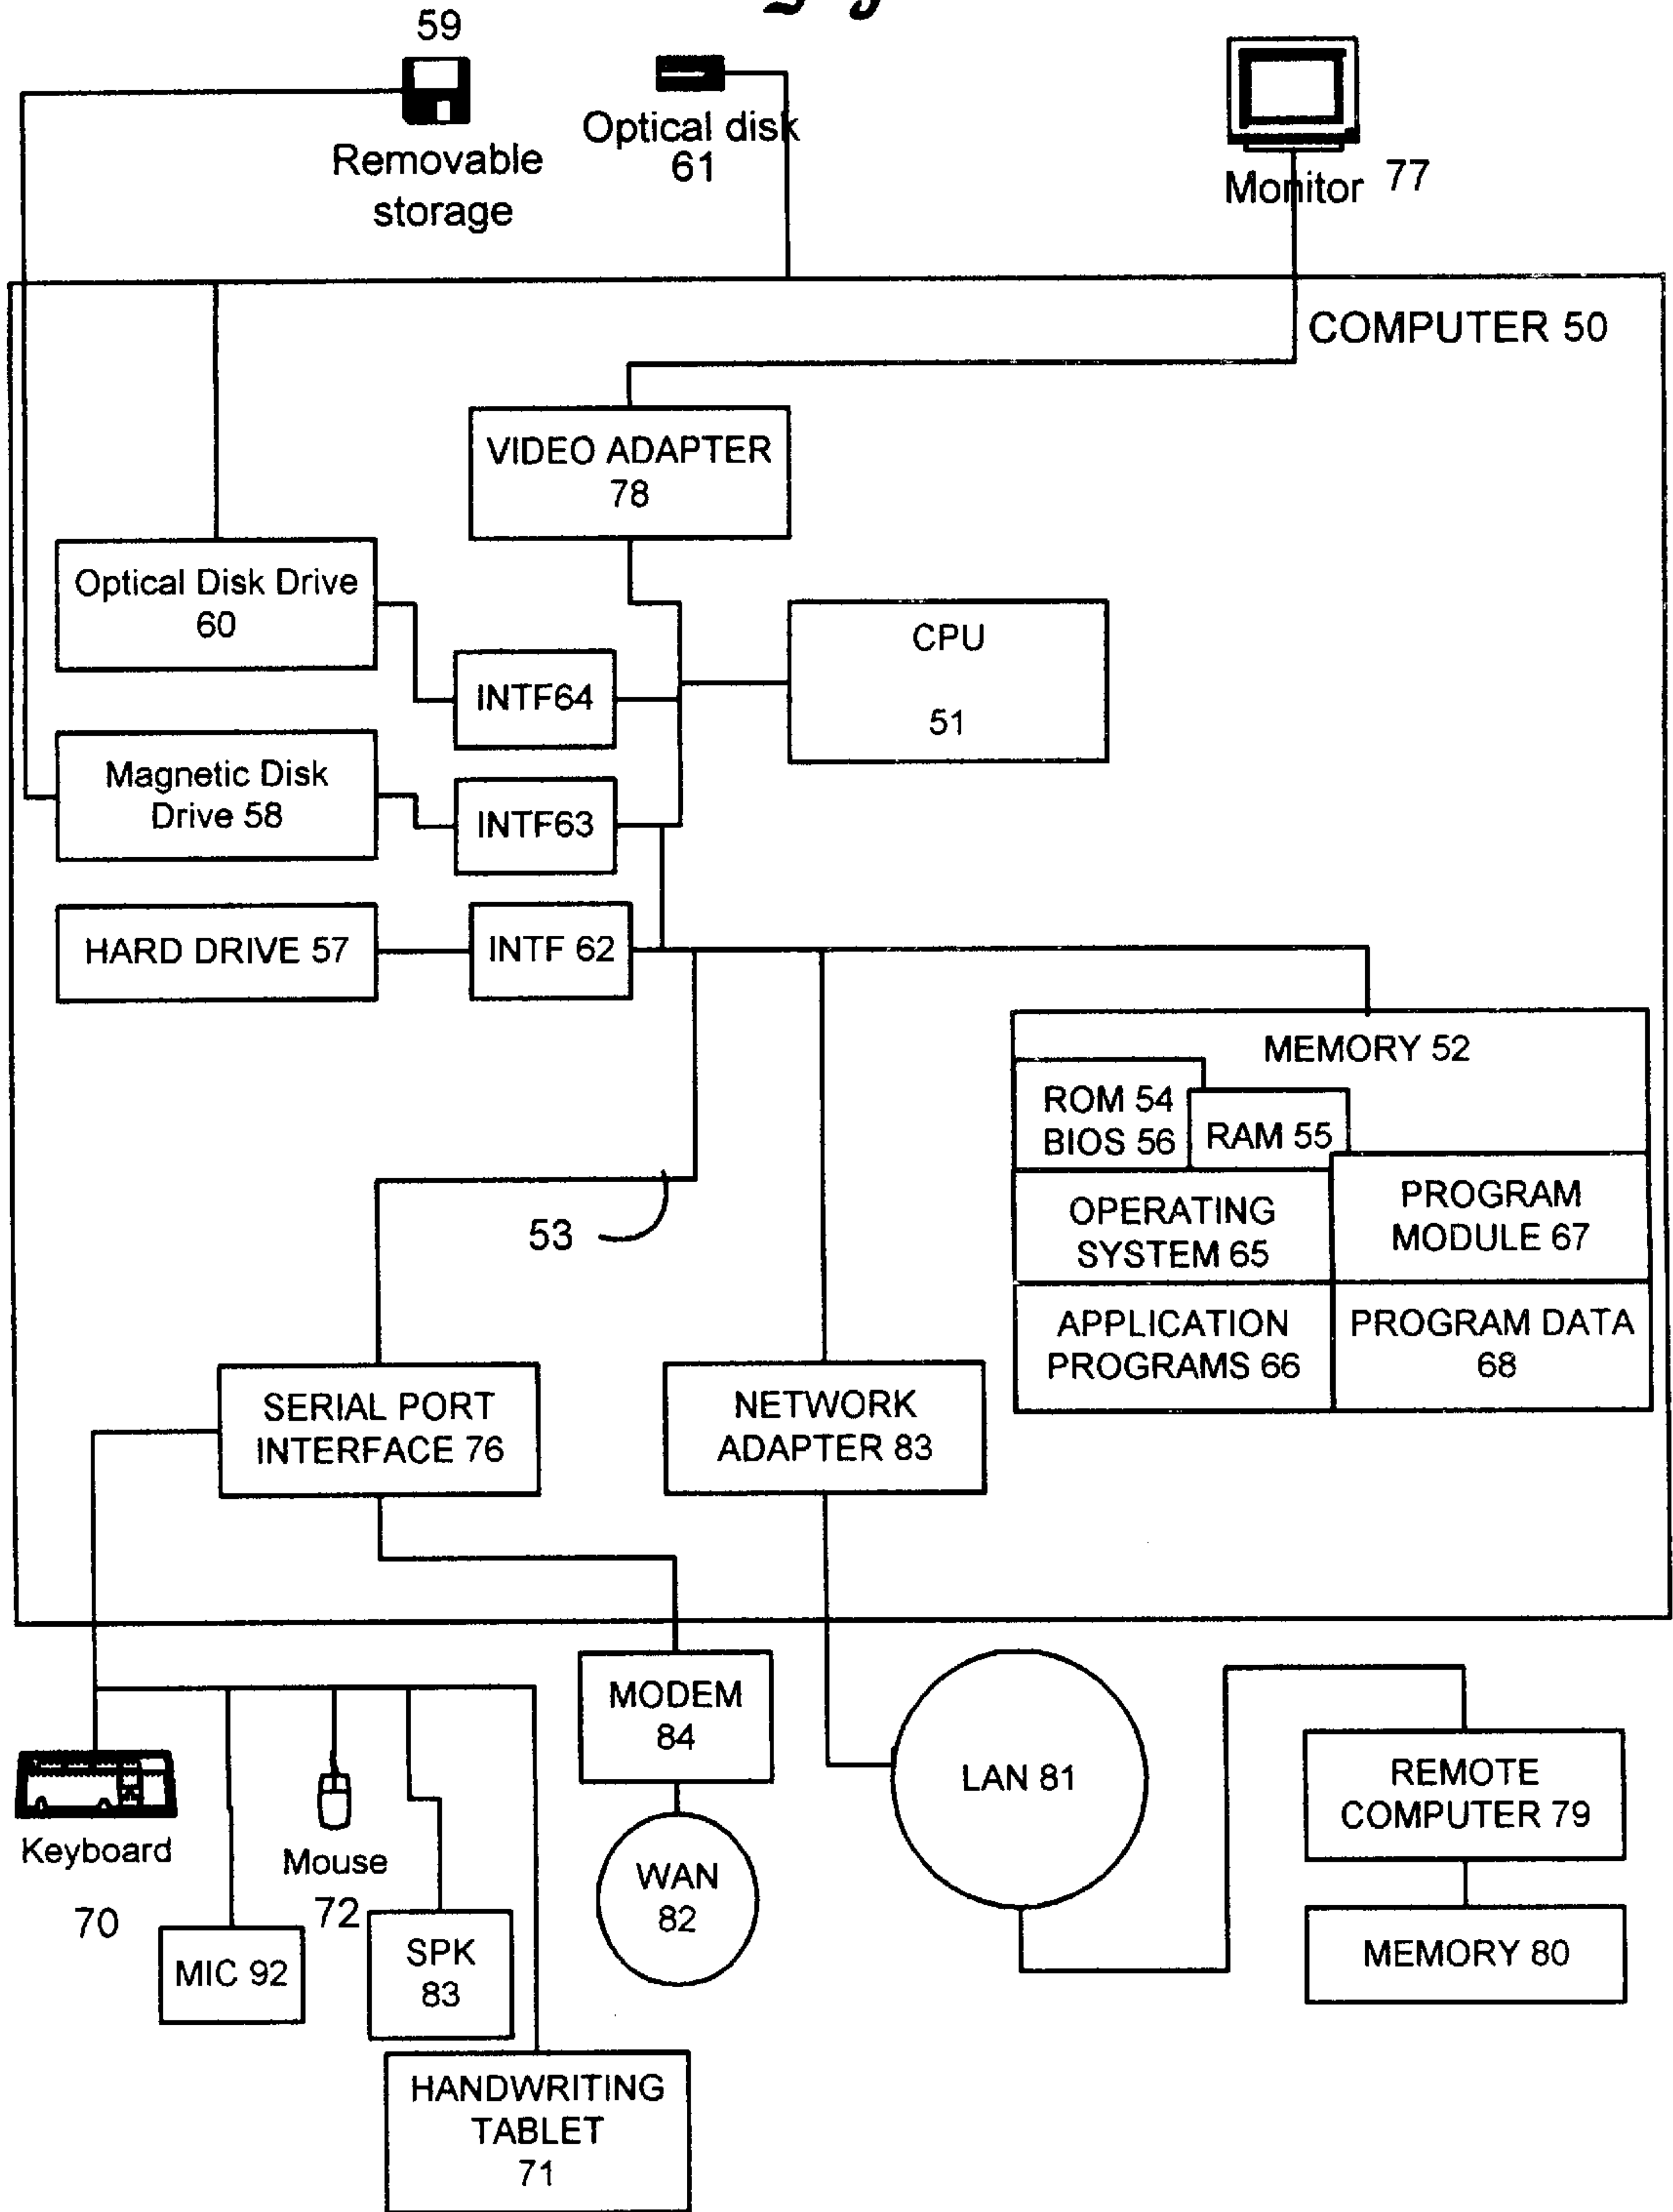 59
Removable
storage
Optical disk
61
Monitor 77
COMPUTER 50
VIDEO ADAPTER
78
Optical Disk Drive
60
CPU
51
INTF64
Magnetic Disk
Drive 58
INTF63
HARD DRIVE 57
INTF 62
MEMORY 52
ROM 54
BIOS 56
RAM 55
OPERATING
SYSTEM 65
PROGRAM
MODULE 67
APPLICATION
PROGRAMS 66
PROGRAM DATA
68
53
SERIAL PORT
INTERFACE 76
NETWORK
ADAPTER 83
MODEM
84
LAN 81
REMOTE
COMPUTER 79
Keyboard
70
Mouse
72
WAN
82
MIC 92
SPK
83
MEMORY 80
HANDWRITING
TABLET
71